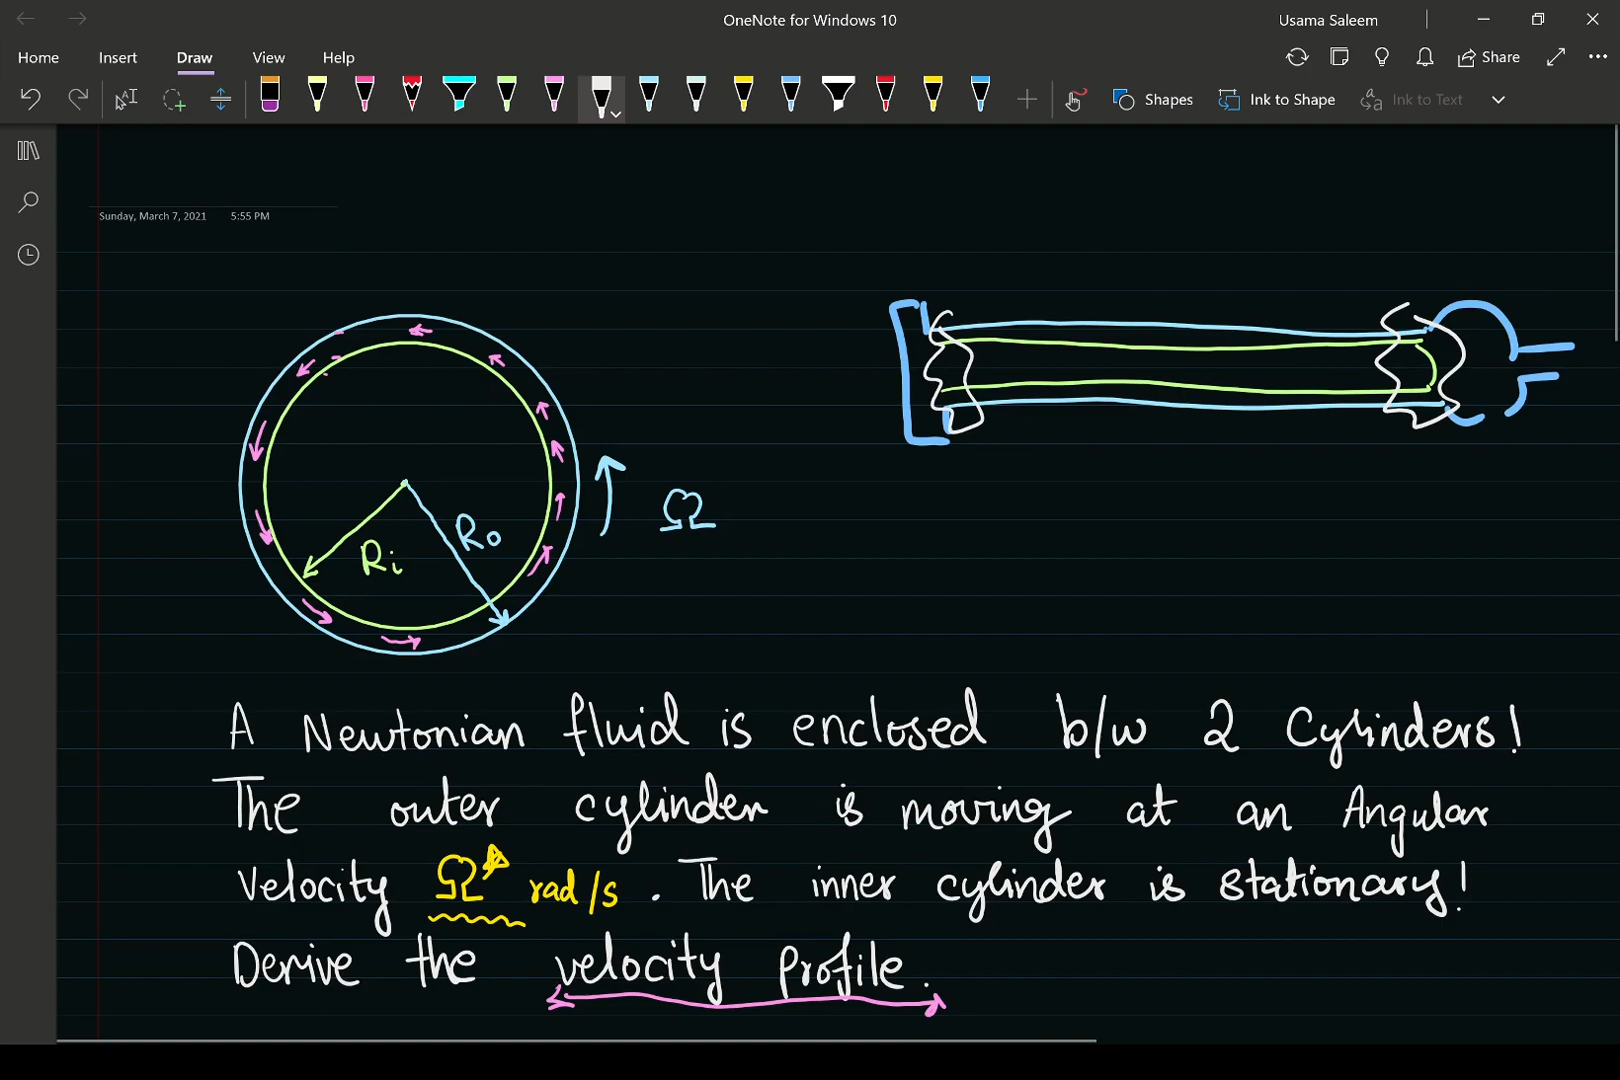 OneNote for Windows 10
Usama Saleem
Home Insert Draw View Help
Share
Shapes Ink to Shape Ink to Text
Sunday, March 7, 2021 5:55 PM
Ri
Ro
Ω
A Newtonian fluid is enclosed b/w 2 Cylinders!
The outer cylinder is moving at an Angular
velocity Ω rad/s. The inner cylinder is stationary!
Derive the velocity profile.